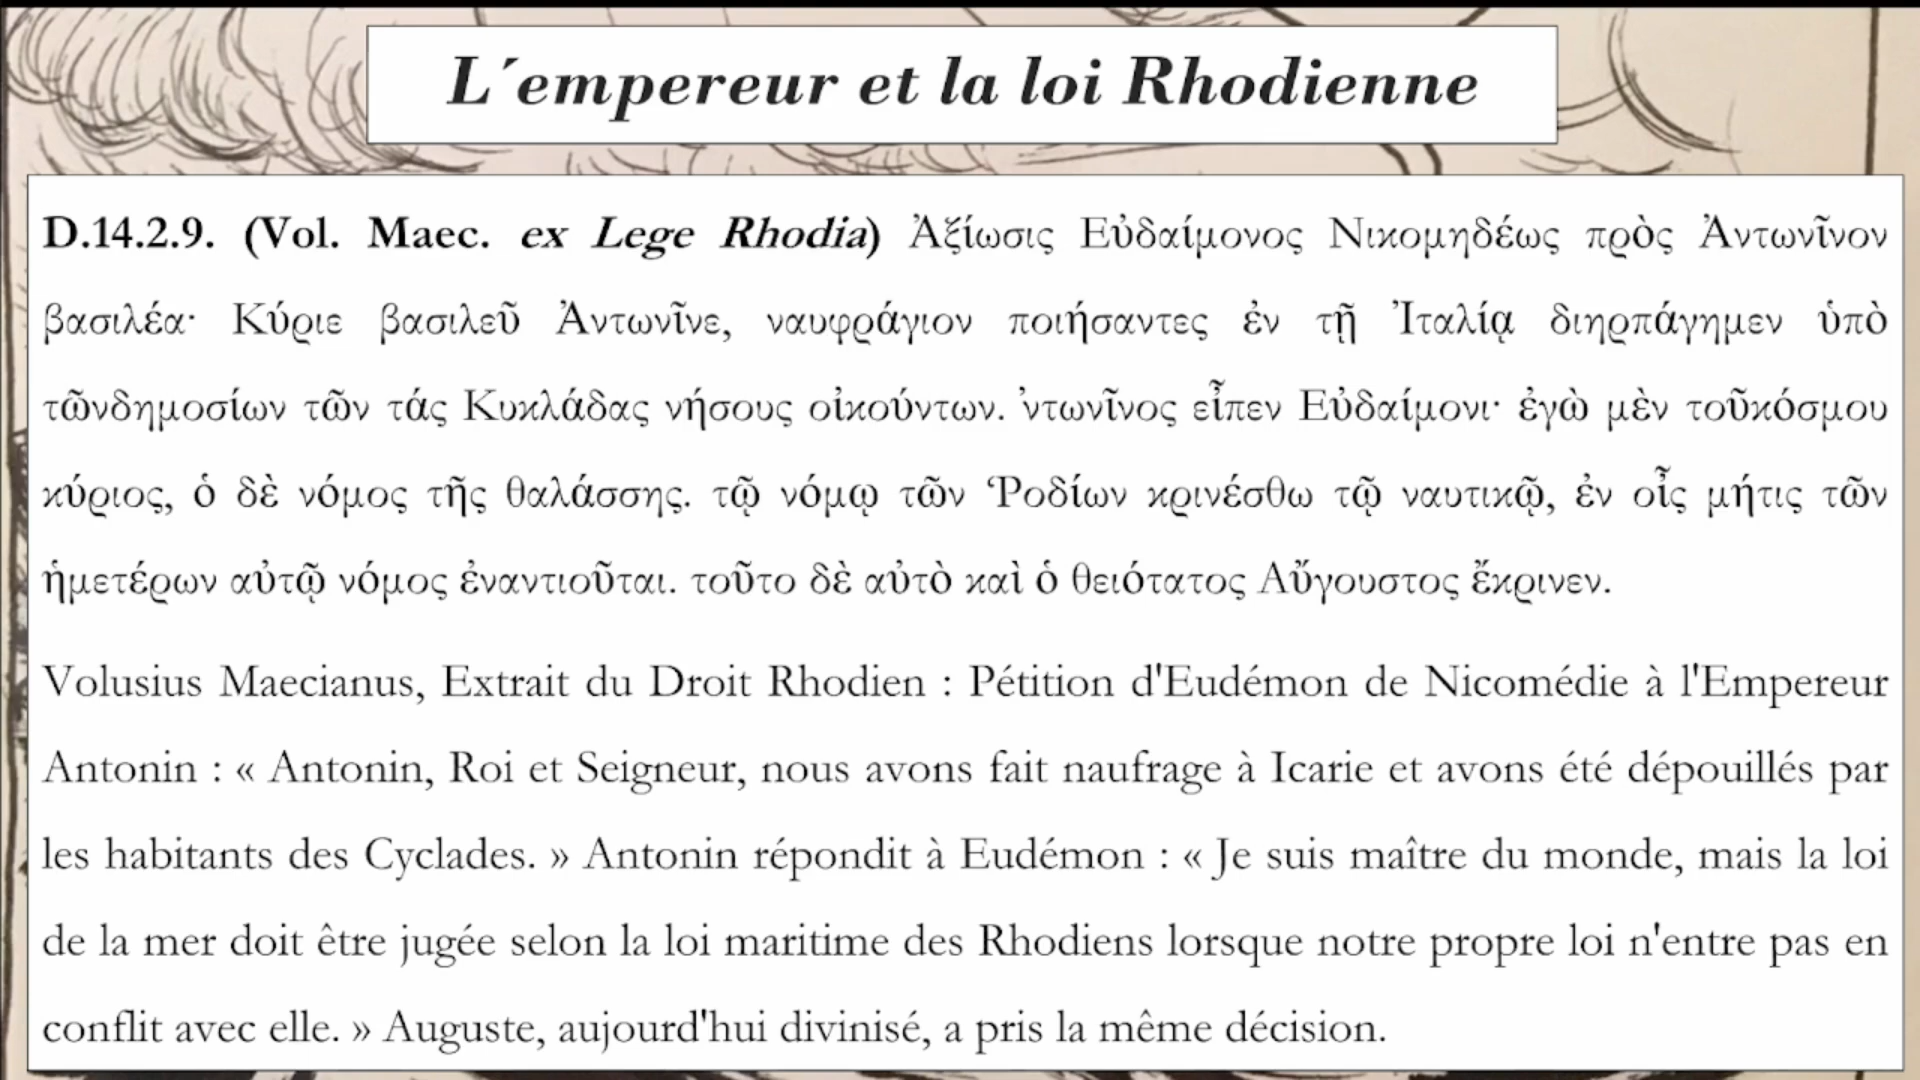 L´empereur et la loi Rhodienne
D.14.2.9. (Vol. Maec. ex Lege Rhodia) Ἀξίωσις Εὐδαίμονος Νικομηδέως πρὸς Ἀντωνῖνον
βασιλέα· Κύριε βασιλεῦ Ἀντωνῖνε, ναυφράγιον ποιήσαντες ἐν τῇ Ἰταλίᾳ διηρπάγημεν ὑπὸ
τῶνδημοσίων τῶν τάς Κυκλάδας νήσους οἰκούντων. ᾿ντωνῖνος εἶπεν Εὐδαίμονι· ἐγὼ μὲν τοῦκόσμου
κύριος, ὁ δὲ νόμος τῆς θαλάσσης. τῷ νόμῳ τῶν Ῥοδίων κρινέσθω τῷ ναυτικῷ, ἐν οἷς μήτις τῶν
ἡμετέρων αὐτῷ νόμος ἐναντιοῦται. τοῦτο δὲ αὐτὸ καὶ ὁ θειότατος Αὔγουστος ἔκρινεν.
Volusius Maecianus, Extrait du Droit Rhodien : Pétition d'Eudémon de Nicomédie à l'Empereur
Antonin : « Antonin, Roi et Seigneur, nous avons fait naufrage à Icarie et avons été dépouillés par
les habitants des Cyclades. » Antonin répondit à Eudémon : « Je suis maître du monde, mais la loi
de la mer doit être jugée selon la loi maritime des Rhodiens lorsque notre propre loi n'entre pas en
conflit avec elle. » Auguste, aujourd'hui divinisé, a pris la même décision.